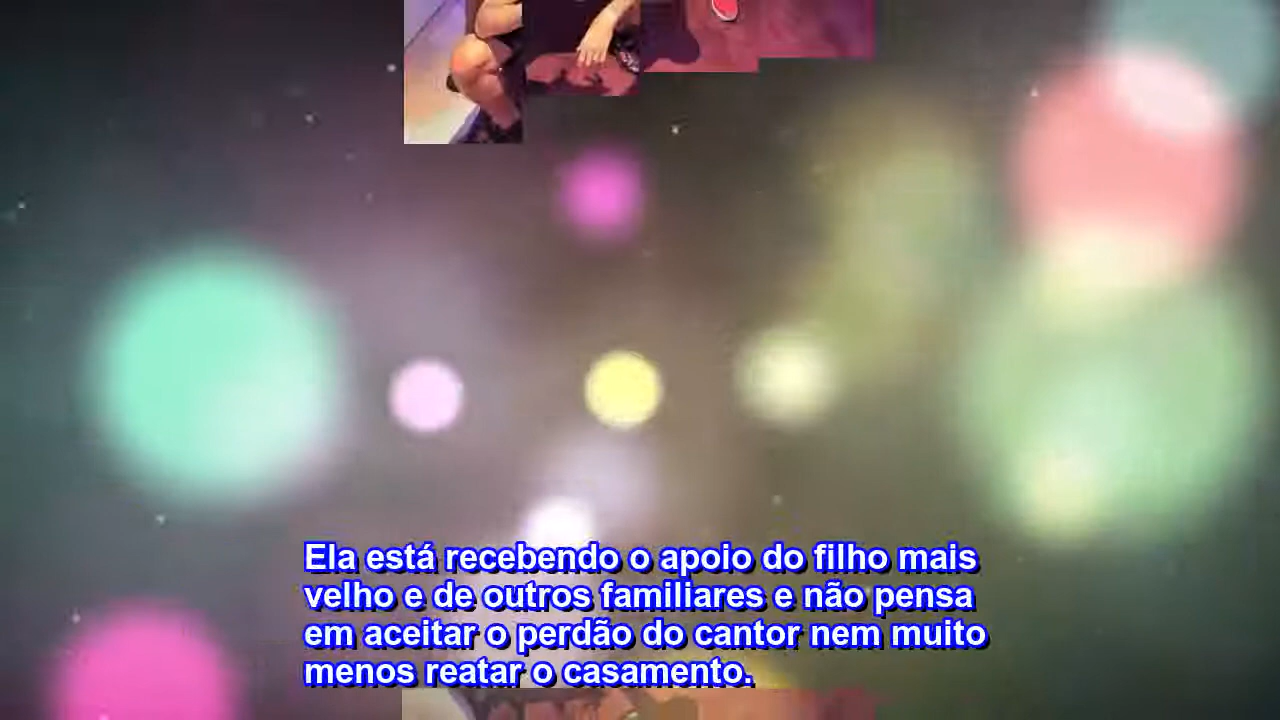 Ela está recebendo o apoio do filho mais
velho e de outros familiares e não pensa
em aceitar o perdão do cantor nem muito
menos reatar o casamento.